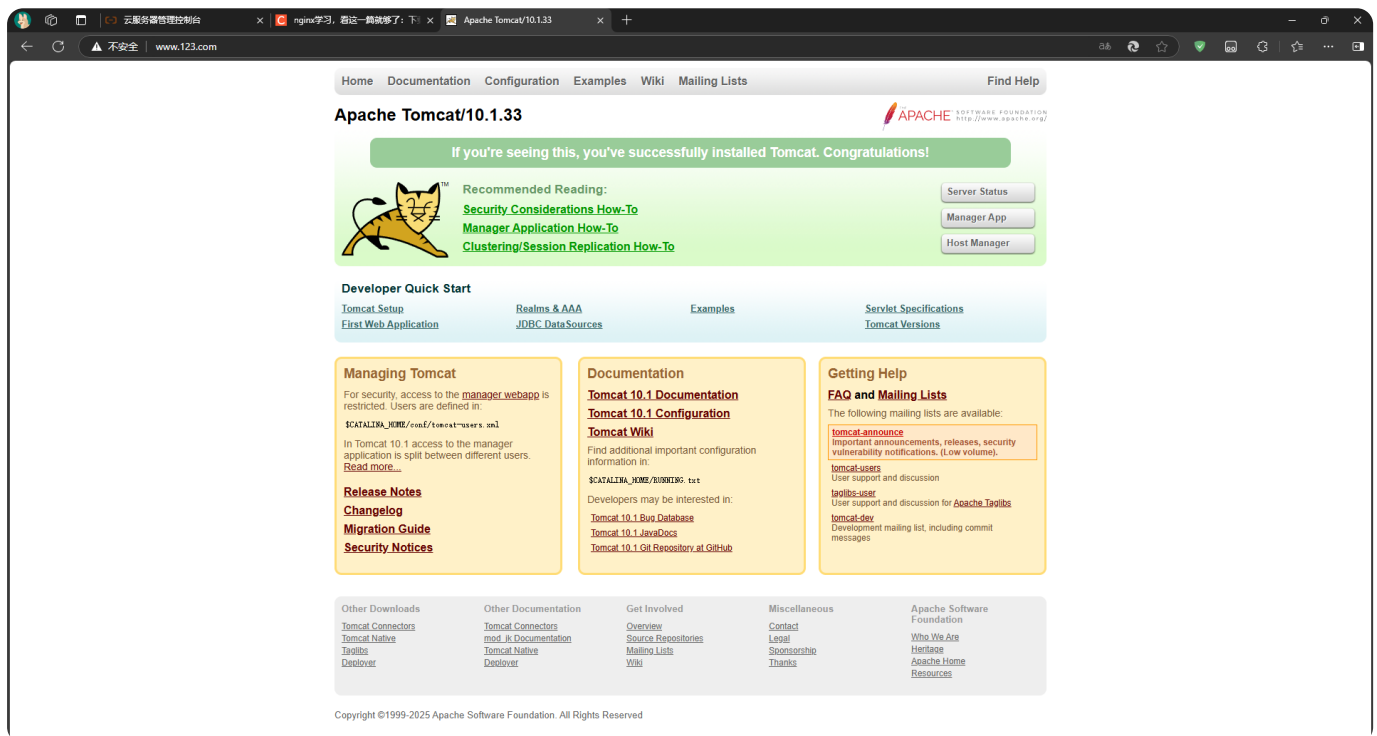 云服务器管理控制台
nginx学习，看这一篇就够了：下
Apache Tomcat/10.1.33
不安全 www.123.com
Home Documentation Configuration Examples Wiki Mailing Lists Find Help
Apache Tomcat/10.1.33
THE
APACHE SOFTWARE FOUNDATION
http://www.apache.org/
If you're seeing this, you've successfully installed Tomcat. Congratulations!
TM
Recommended Reading:
Security Considerations How-To
Manager Application How-To
Clustering/Session Replication How-To
Server Status
Manager App
Host Manager
Developer Quick Start
Tomcat Setup
First Web Application
Realms & AAA
JDBC DataSources
Examples
Servlet Specifications
Tomcat Versions
Managing Tomcat
For security, access to the manager webapp is
restricted. Users are defined in:
$CATALINA_HOME/conf/tomcat-users.xml
In Tomcat 10.1 access to the manager
application is split between different users.
Read more...
Release Notes
Changelog
Migration Guide
Security Notices
Documentation
Tomcat 10.1 Documentation
Tomcat 10.1 Configuration
Tomcat Wiki
Find additional important configuration
information in:
$CATALINA_HOME/RUNNING.txt
Developers may be interested in:
Tomcat 10.1 Bug Database
Tomcat 10.1 JavaDocs
Tomcat 10.1 Git Repository at GitHub
Getting Help
FAQ and Mailing Lists
The following mailing lists are available:
tomcat-announce
Important announcements, releases, security
vulnerability notifications. (Low volume).
tomcat-users
User support and discussion
taglibs-user
User support and discussion for Apache Taglibs
tomcat-dev
Development mailing list, including commit
messages
Other Downloads
Tomcat Connectors
Tomcat Native
Taglibs
Deployer
Other Documentation
Tomcat Connectors
mod_jk Documentation
Tomcat Native
Deployer
Get Involved
Overview
Source Repositories
Mailing Lists
Wiki
Miscellaneous
Contact
Legal
Sponsorship
Thanks
Apache Software
Foundation
Who We Are
Heritage
Apache Home
Resources
Copyright ©1999-2025 Apache Software Foundation. All Rights Reserved